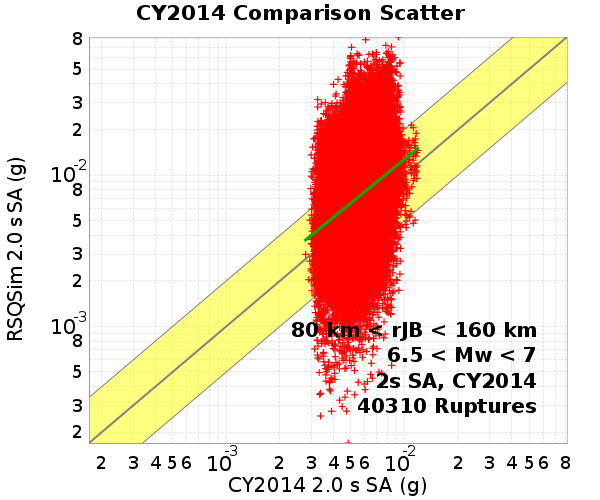 CY2014 Comparison Scatter
RSQSim 2.0 s SA (g)
8
5
3
2
10-2
8
5
3
2
10-3
8
5
3
2
80 km < rJB < 160 km
6.5 < Mw < 7
2s SA, CY2014
40310 Ruptures
2 3 4 5 6 10-3 2 3 4 5 6 10-2 2 3 4 5 6 8
CY2014 2.0 s SA (g)